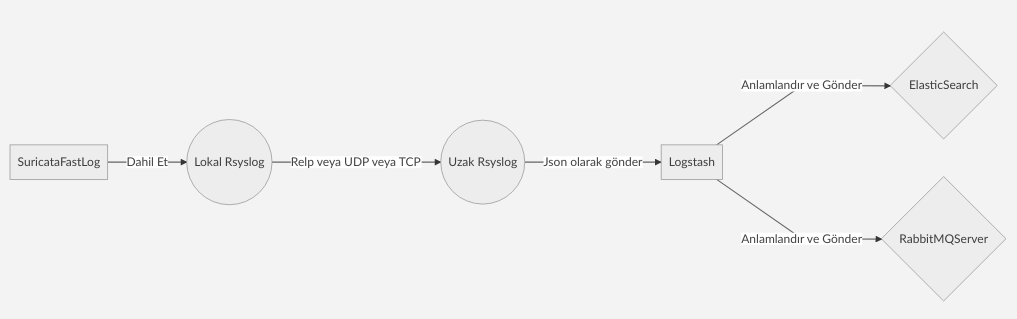 SuricataFastLog
Dahil Et
Lokal Rsyslog
Relp veya UDP veya TCP
Uzak Rsyslog
Json olarak gönder
Logstash
Anlamlandır ve Gönder
ElasticSearch
Anlamlandır ve Gönder
RabbitMQServer